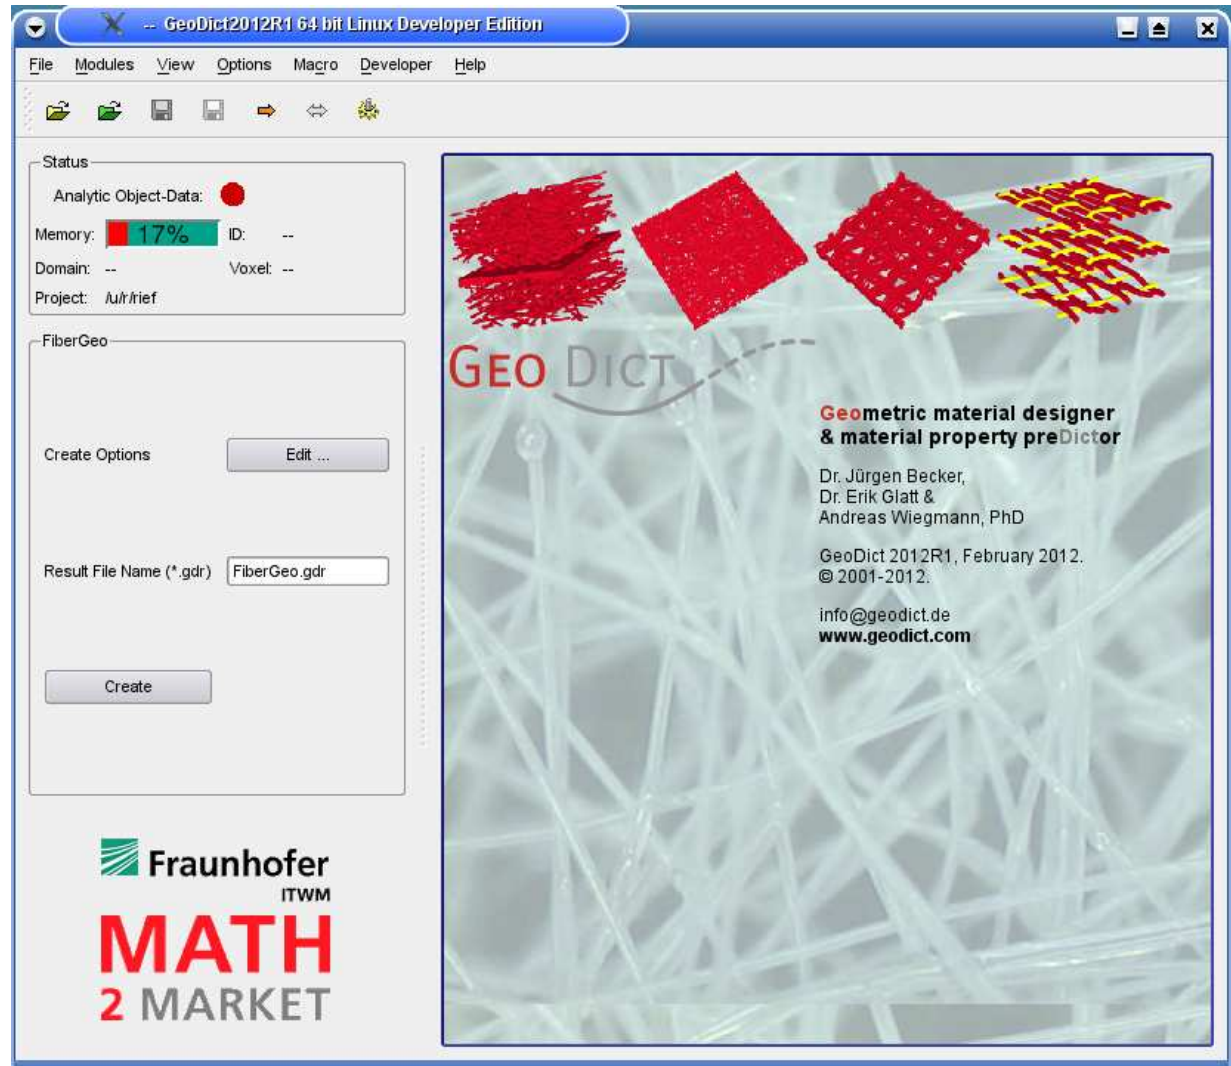 -- GeoDict2012R1 64 bit Linux Developer Edition
File Modules View Options Macro Developer Help
Status
Analytic Object-Data:
Memory: 17% ID: --
Domain: -- Voxel: --
Project: /u/r/rief
FiberGeo
Create Options Edit ...
Result File Name (*.gdr) FiberGeo.gdr
Create
Fraunhofer
ITWM
MATH
2 MARKET
GEO DICT
Geometric material designer
& material property preDictor
Dr. Jürgen Becker,
Dr. Erik Glatt &
Andreas Wiegmann, PhD
GeoDict 2012R1, February 2012.
© 2001-2012.
info@geodict.de
www.geodict.com